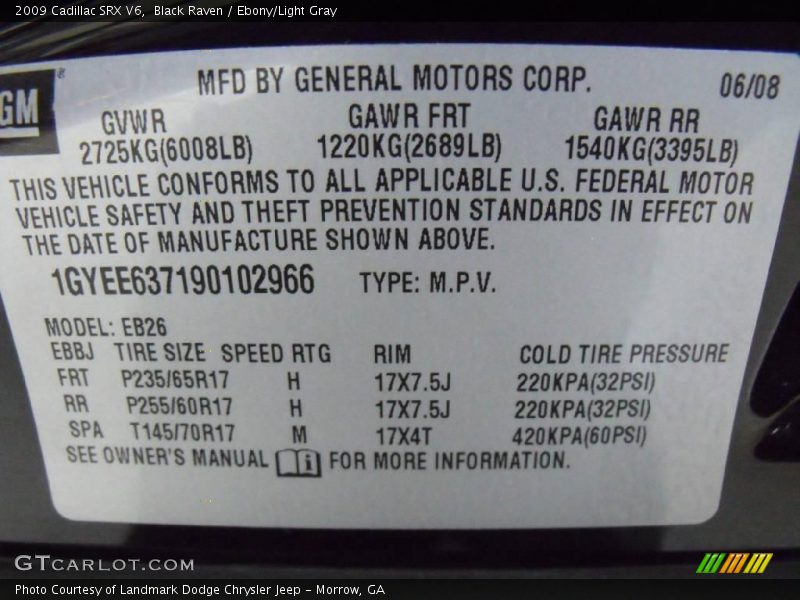 2009 Cadillac SRX V6,  Black Raven / Ebony/Light Gray
GM®
MFD BY GENERAL MOTORS CORP.
06/08
GVWR GAWR FRT GAWR RR
2725KG(6008LB) 1220KG(2689LB) 1540KG(3395LB)
THIS VEHICLE CONFORMS TO ALL APPLICABLE U.S. FEDERAL MOTOR
VEHICLE SAFETY AND THEFT PREVENTION STANDARDS IN EFFECT ON
THE DATE OF MANUFACTURE SHOWN ABOVE.
1GYEE637190102966 TYPE: M.P.V.
MODEL: EB26
EBBJ TIRE SIZE SPEED RTG RIM COLD TIRE PRESSURE
FRT P235/65R17 H 17X7.5J 220KPA(32PSI)
RR P255/60R17 H 17X7.5J 220KPA(32PSI)
SPA T145/70R17 M 17X4T 420KPA(60PSI)
SEE OWNER'S MANUAL i FOR MORE INFORMATION.
GTCARLOT.COM
Photo Courtesy of Landmark Dodge Chrysler Jeep - Morrow, GA